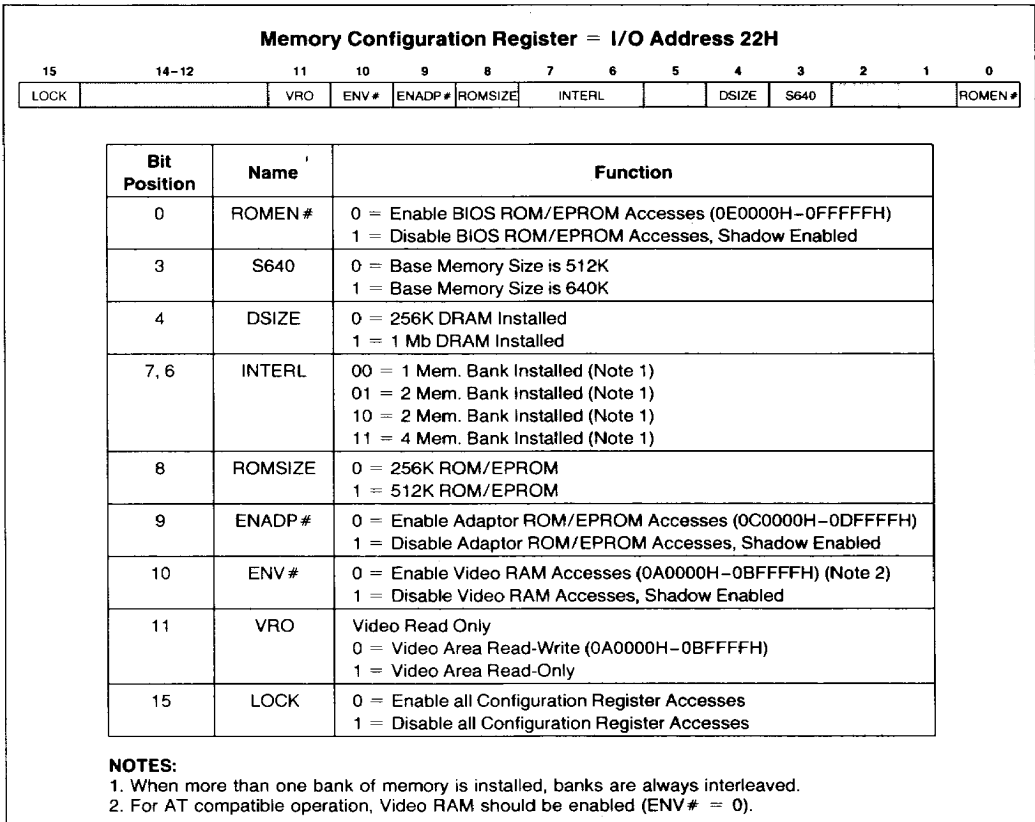 Memory Configuration Register = I/O Address 22H
15 14–12 11 10 9 8 7 6 5 4 3 2 1 0
LOCK VRO ENV# ENADP# ROMSIZE INTERL DSIZE S640 ROMEN#
Bit Position Name Function
0 ROMEN# 0 = Enable BIOS ROM/EPROM Accesses (0E0000H–0FFFFFH)
1 = Disable BIOS ROM/EPROM Accesses, Shadow Enabled
3 S640 0 = Base Memory Size is 512K
1 = Base Memory Size is 640K
4 DSIZE 0 = 256K DRAM Installed
1 = 1 Mb DRAM Installed
7, 6 INTERL 00 = 1 Mem. Bank Installed (Note 1)
01 = 2 Mem. Bank Installed (Note 1)
10 = 2 Mem. Bank Installed (Note 1)
11 = 4 Mem. Bank Installed (Note 1)
8 ROMSIZE 0 = 256K ROM/EPROM
1 = 512K ROM/EPROM
9 ENADP# 0 = Enable Adaptor ROM/EPROM Accesses (0C0000H–0DFFFFH)
1 = Disable Adaptor ROM/EPROM Accesses, Shadow Enabled
10 ENV# 0 = Enable Video RAM Accesses (0A0000H–0BFFFFH) (Note 2)
1 = Disable Video RAM Accesses, Shadow Enabled
11 VRO Video Read Only
0 = Video Area Read-Write (0A0000H–0BFFFFH)
1 = Video Area Read-Only
15 LOCK 0 = Enable all Configuration Register Accesses
1 = Disable all Configuration Register Accesses
NOTES:
1. When more than one bank of memory is installed, banks are always interleaved.
2. For AT compatible operation, Video RAM should be enabled (ENV# = 0).